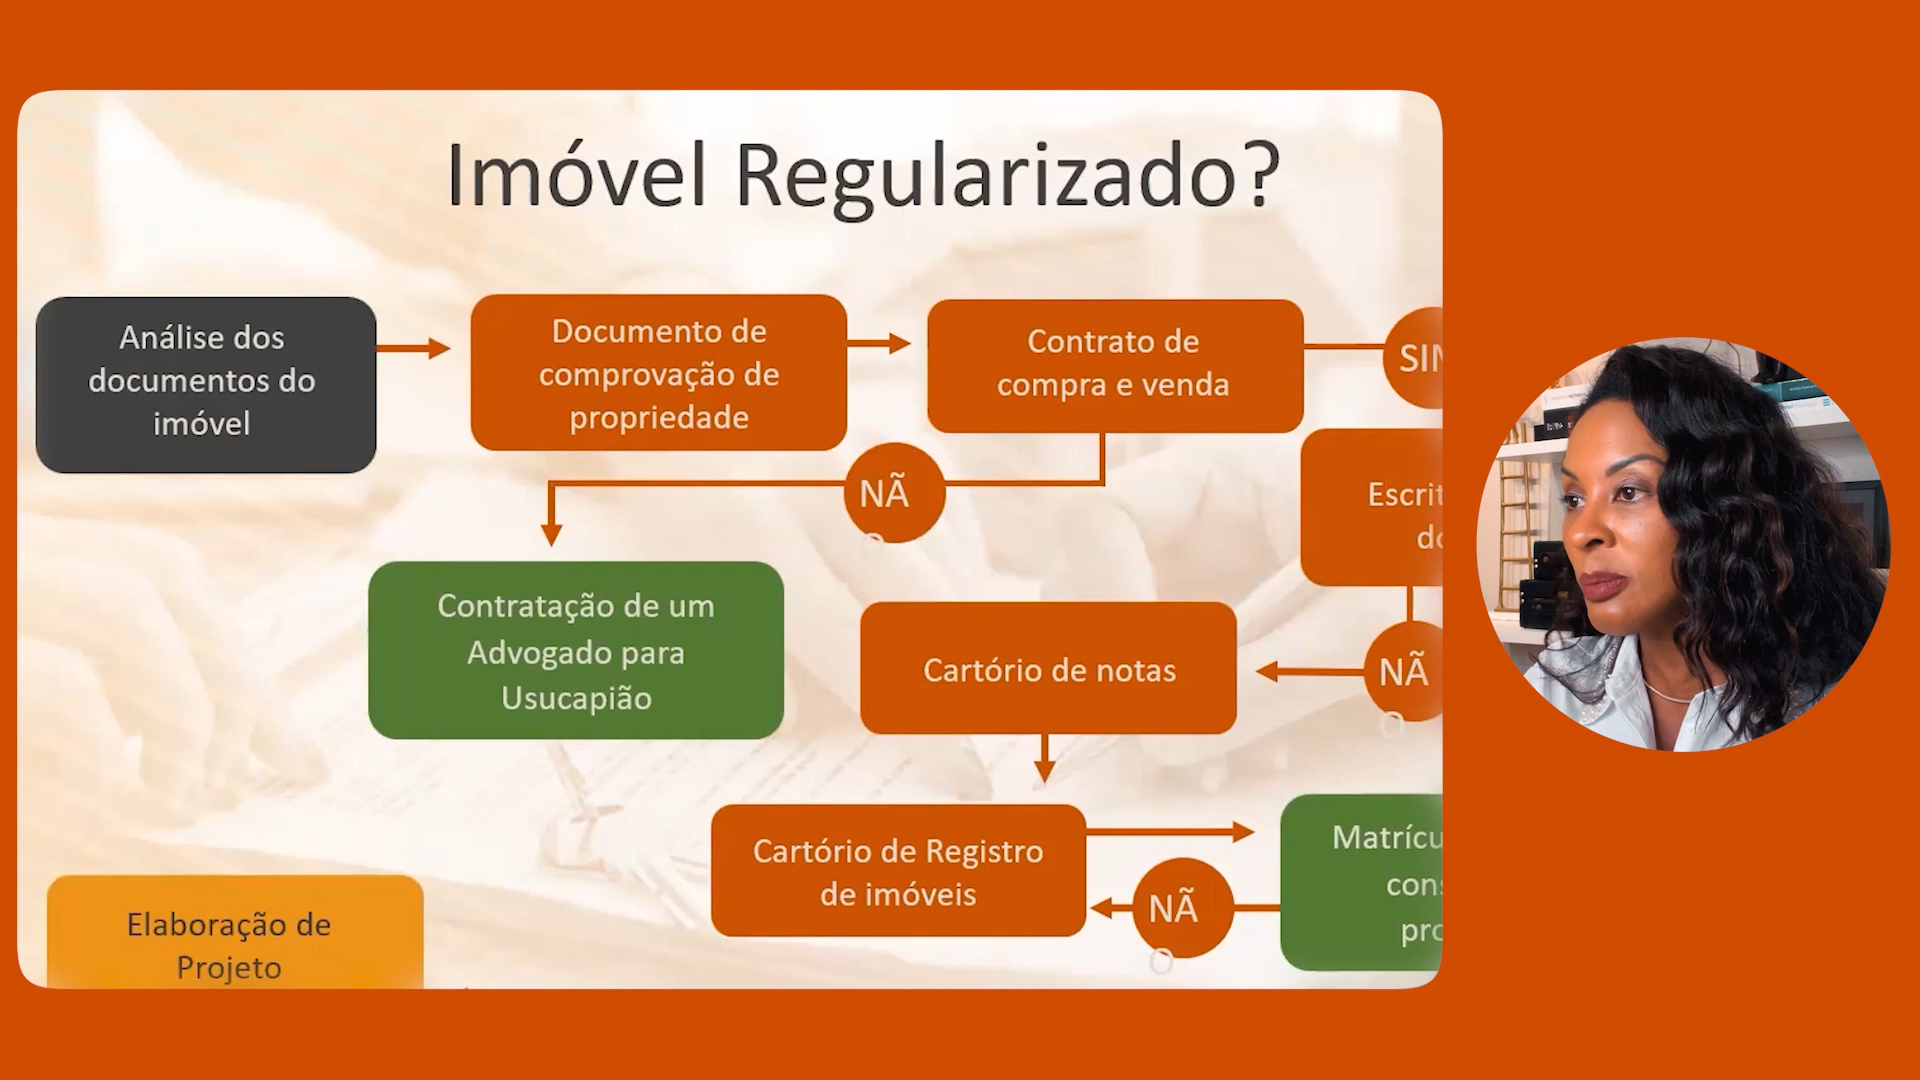 Imóvel Regularizado?
Análise dos
documentos do
imóvel
Documento de
comprovação de
propriedade
Contrato de
compra e venda
SIM
NÃ
O
Contratação de um
Advogado para
Usucapião
Cartório de notas
NÃ
O
Cartório de Registro
de imóveis
NÃ
O
Elaboração de
Projeto